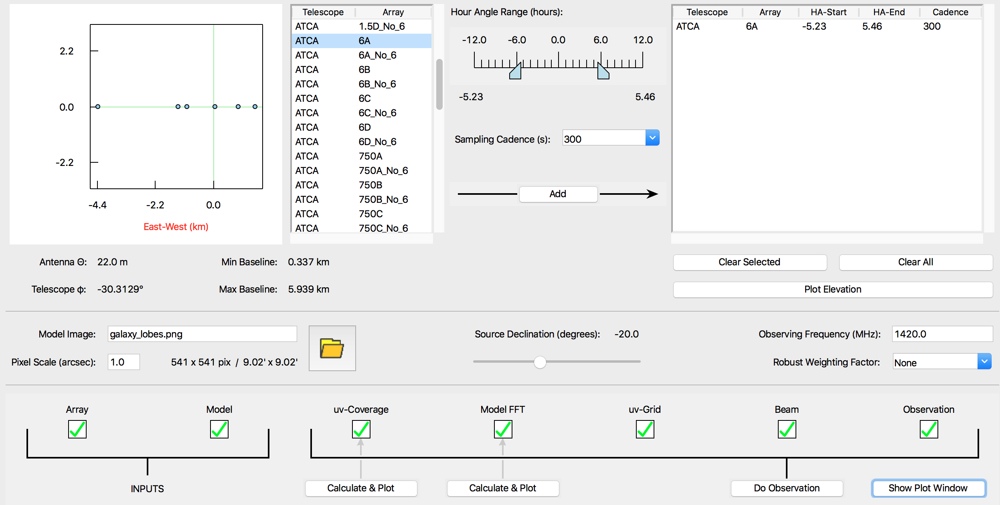 2.2
0.0
-2.2
-4.4 -2.2 0.0
East-West (km)
Telescope Array
ATCA 1.5D_No_6
ATCA 6A
ATCA 6A_No_6
ATCA 6B
ATCA 6B_No_6
ATCA 6C
ATCA 6C_No_6
ATCA 6D
ATCA 6D_No_6
ATCA 750A
ATCA 750A_No_6
ATCA 750B
ATCA 750B_No_6
ATCA 750C
ATCA 750C_No_6
Hour Angle Range (hours):
-12.0 -6.0 0.0 6.0 12.0
-5.23 5.46
Sampling Cadence (s): 300
Add
Telescope Array HA-Start HA-End Cadence
ATCA 6A -5.23 5.46 300
Antenna Θ: 22.0 m Min Baseline: 0.337 km
Telescope φ: -30.3129° Max Baseline: 5.939 km
Clear Selected Clear All
Plot Elevation
Model Image: galaxy_lobes.png
Pixel Scale (arcsec): 1.0 541 x 541 pix / 9.02' x 9.02'
Source Declination (degrees): -20.0
Observing Frequency (MHz): 1420.0
Robust Weighting Factor: None
Array Model uv-Coverage Model FFT uv-Grid Beam Observation
INPUTS Calculate & Plot Calculate & Plot Do Observation Show Plot Window